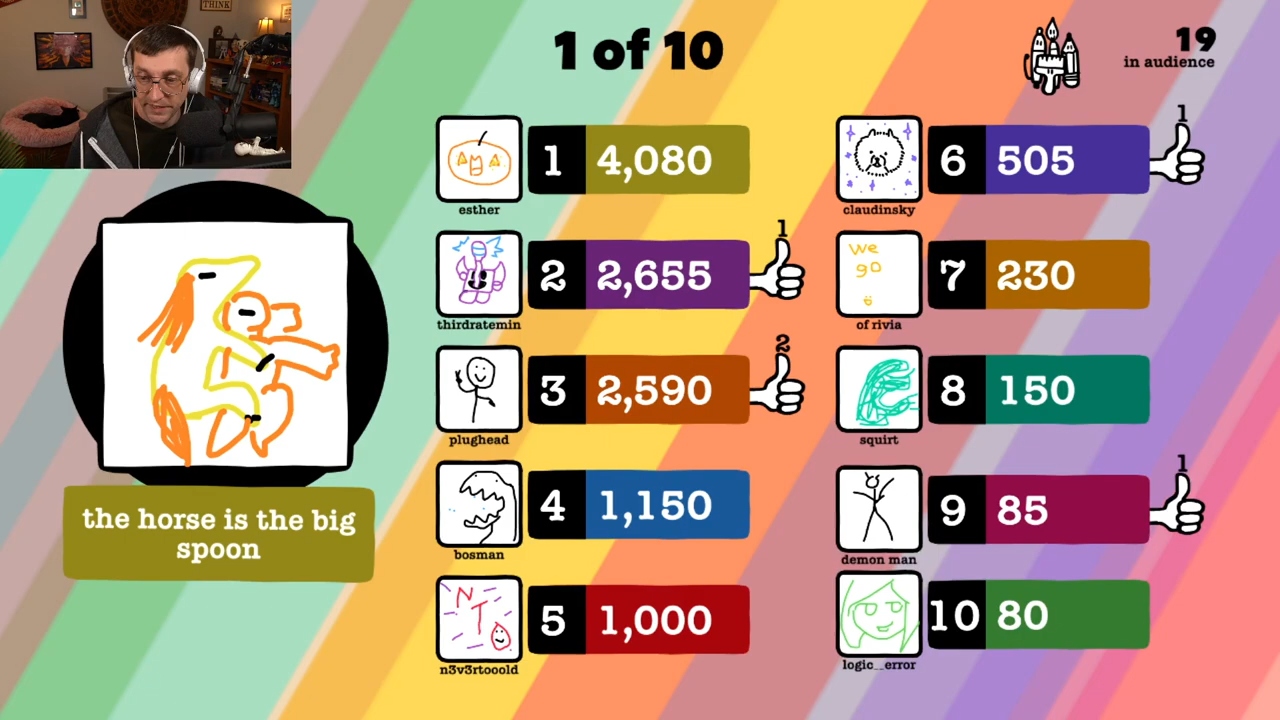 THINK
1 of 10
19
in audience
the horse is the big
spoon
esther
1 4,080
thirdratemin
2 2,655
1
plughead
3 2,590
2
bosman
4 1,150
N
T
n3v3rtooold
5 1,000
claudinsky
6 505
1
We
go
of rivia
7 230
squirt
8 150
demon man
9 85
1
logic__error
10 80